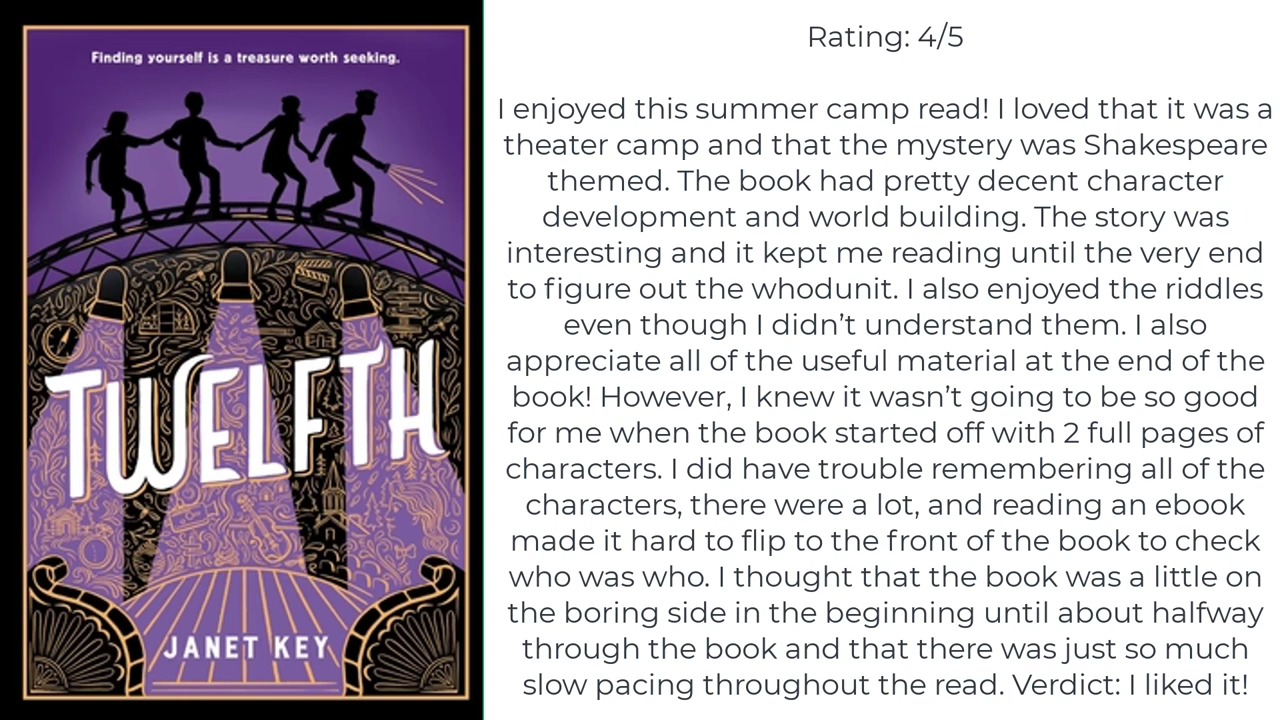 Finding yourself is a treasure worth seeking.
TWELFTH
JANET KEY
Rating: 4/5
I enjoyed this summer camp read! I loved that it was a
theater camp and that the mystery was Shakespeare
themed. The book had pretty decent character
development and world building. The story was
interesting and it kept me reading until the very end
to figure out the whodunit. I also enjoyed the riddles
even though I didn’t understand them. I also
appreciate all of the useful material at the end of the
book! However, I knew it wasn’t going to be so good
for me when the book started off with 2 full pages of
characters. I did have trouble remembering all of the
characters, there were a lot, and reading an ebook
made it hard to flip to the front of the book to check
who was who. I thought that the book was a little on
the boring side in the beginning until about halfway
through the book and that there was just so much
slow pacing throughout the read. Verdict: I liked it!